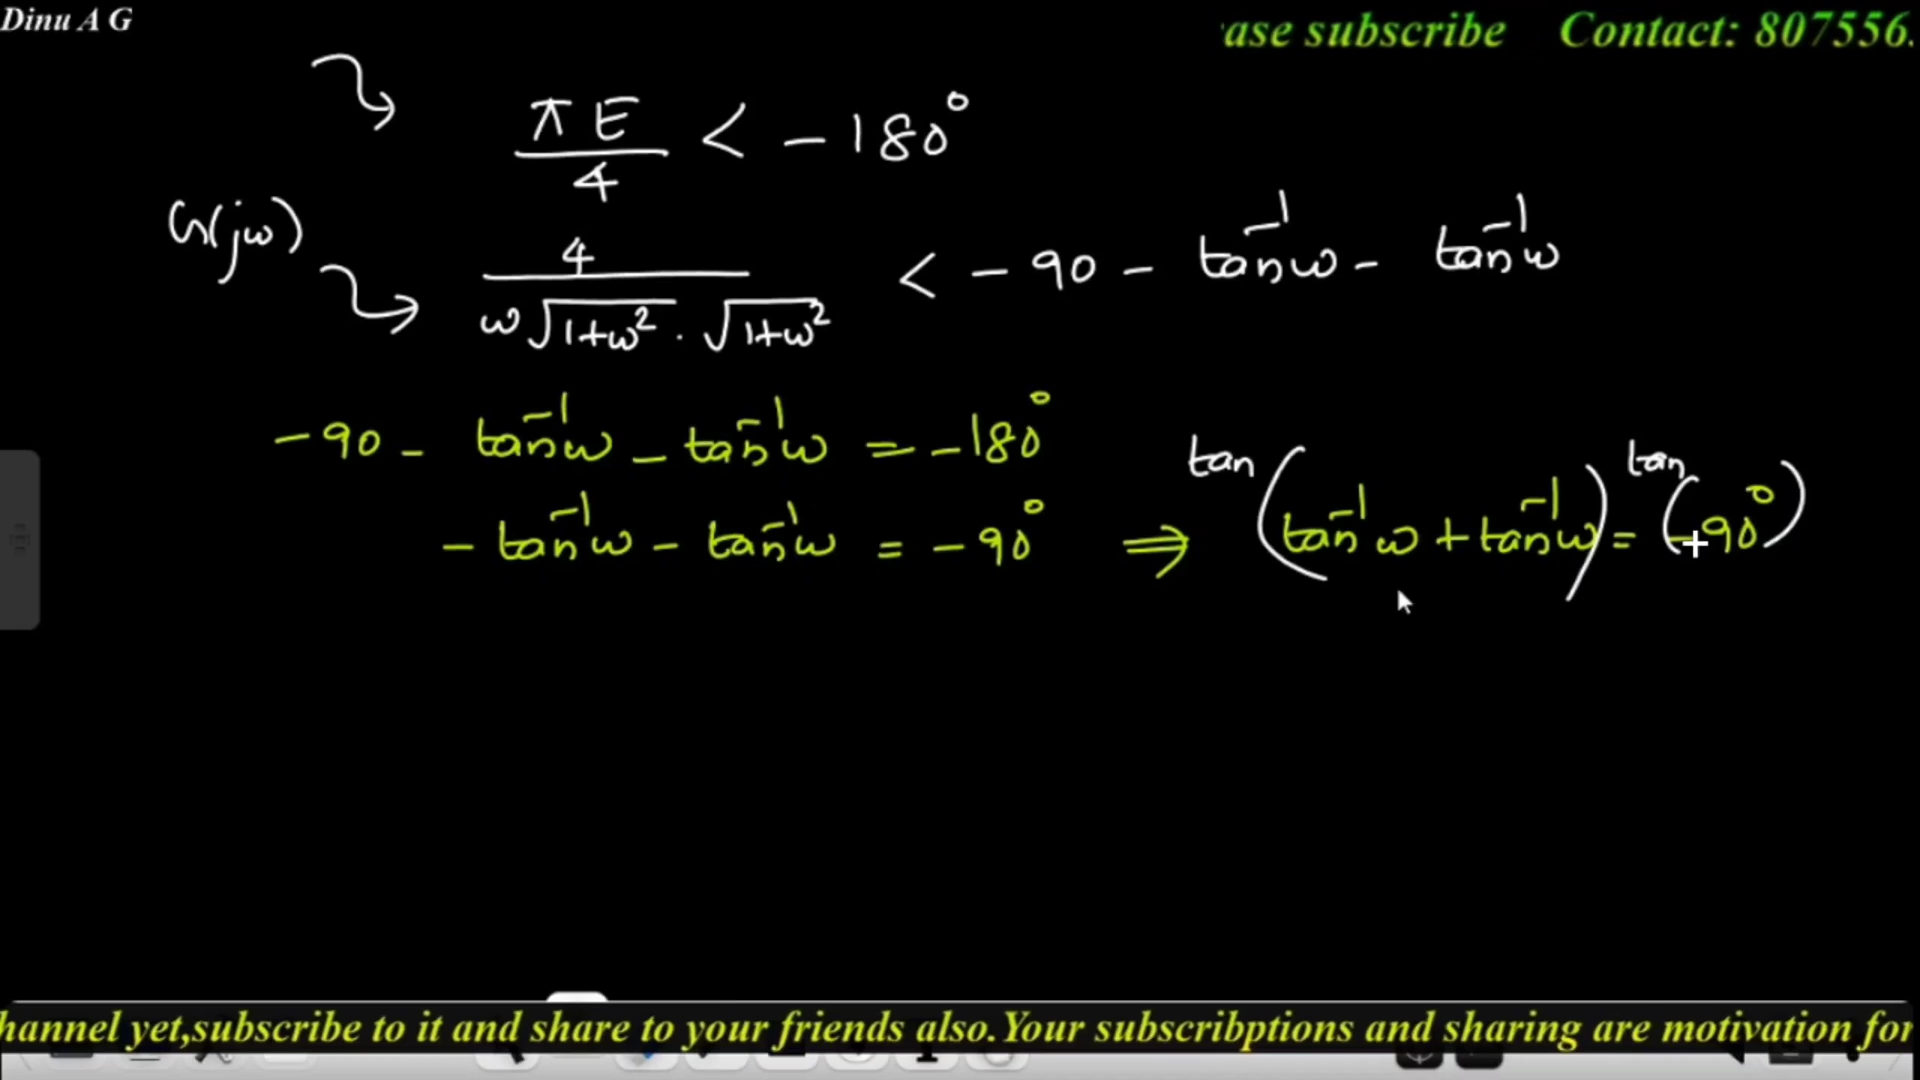 Dinu A G
ase subscribe Contact: 807556.
πE/4 < -180°
G(jω)
4/(ω√(1+ω²) · √(1+ω²)) < -90 - tan⁻¹ω - tan⁻¹ω
-90 - tan⁻¹ω - tan⁻¹ω = -180°
-tan⁻¹ω - tan⁻¹ω = -90° ⇒ tan(tan⁻¹ω + tan⁻¹ω) = tan(+90°)
hannel yet,subscribe to it and share to your friends also.Your subscribptions and sharing are motivation for